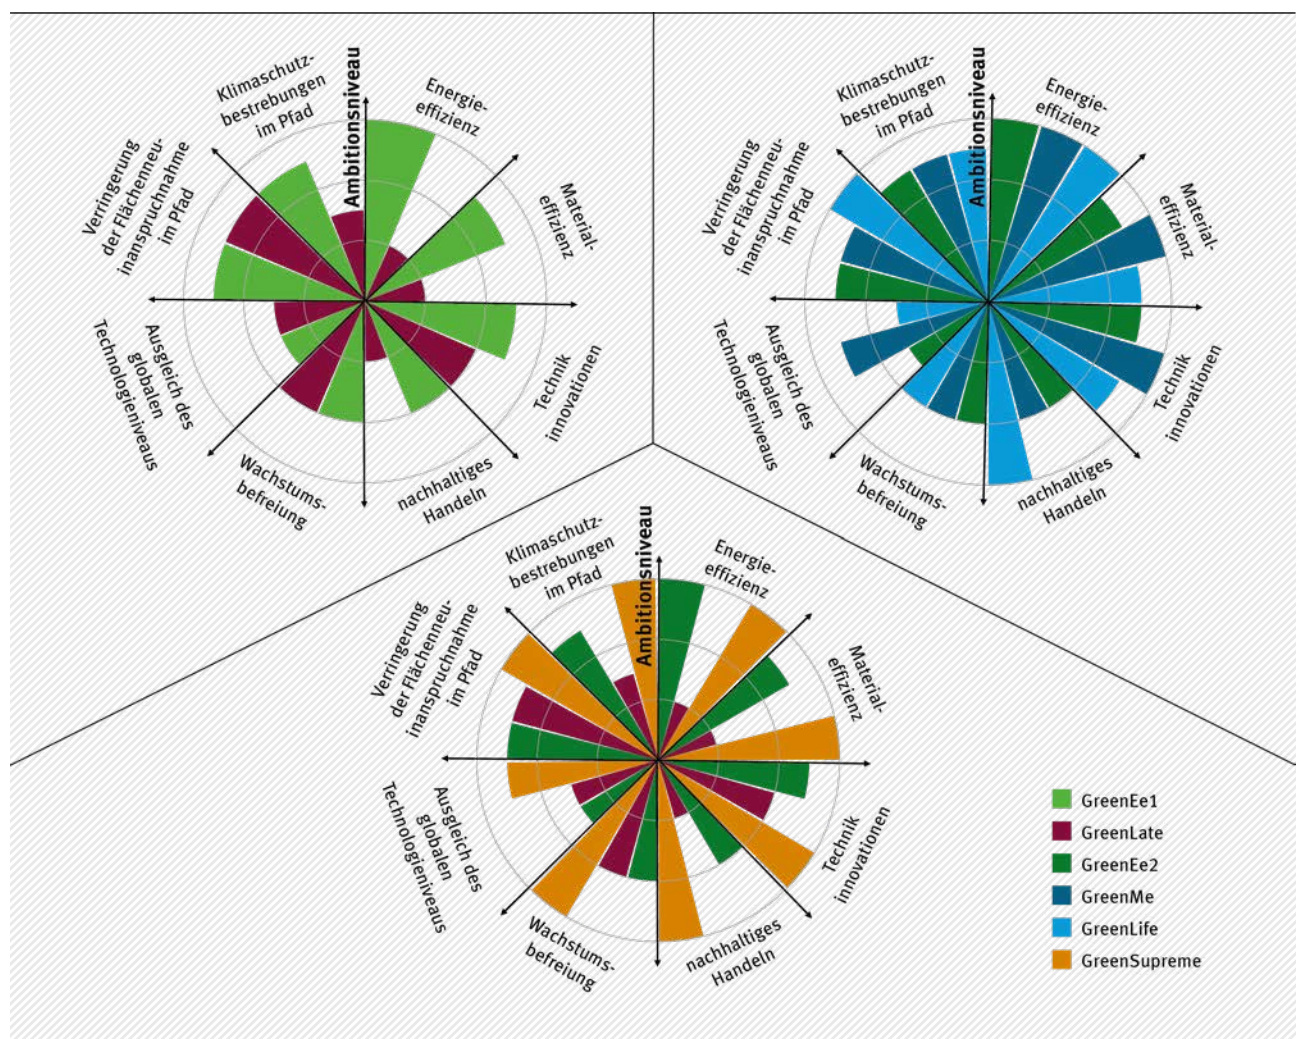 Klimaschutz-
bestrebungen
im Pfad
Ambitionsniveau
Energie-
effizienz
Material-
effizienz
Technik
innovationen
nachhaltiges
Handeln
Wachstums-
befreiung
Ausgleich des
globalen
Technologieniveaus
Verringerung
der Flächenneu-
inanspruchnahme
im Pfad
Klimaschutz-
bestrebungen
im Pfad
Ambitionsniveau
Energie-
effizienz
Material-
effizienz
Technik
innovationen
nachhaltiges
Handeln
Wachstums-
befreiung
Ausgleich des
globalen
Technologieniveaus
Verringerung
der Flächenneu-
inanspruchnahme
im Pfad
Klimaschutz-
bestrebungen
im Pfad
Ambitionsniveau
Energie-
effizienz
Material-
effizienz
Technik
innovationen
nachhaltiges
Handeln
Wachstums-
befreiung
Ausgleich des
globalen
Technologieniveaus
Verringerung
der Flächenneu-
inanspruchnahme
im Pfad
GreenEe1
GreenLate
GreenEe2
GreenMe
GreenLife
GreenSupreme